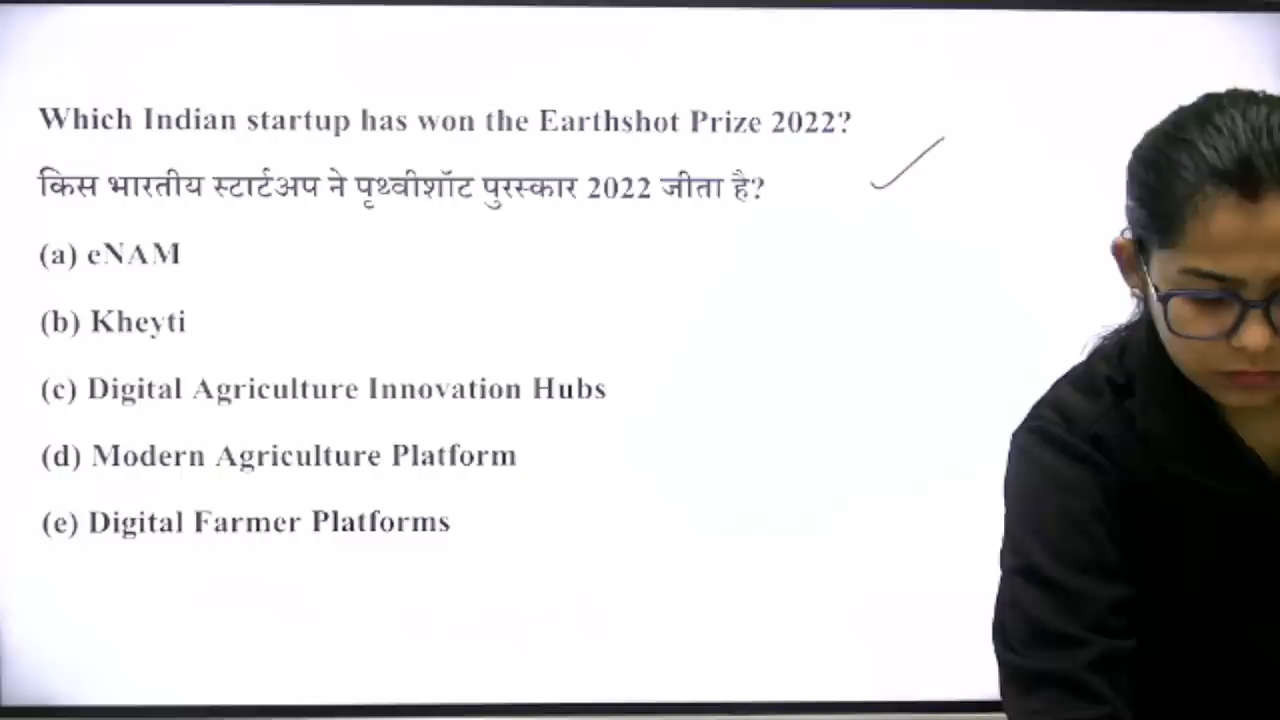 Which Indian startup has won the Earthshot Prize 2022?
किस भारतीय स्टार्टअप ने पृथ्वीशॉट पुरस्कार 2022 जीता है?
(a) eNAM
(b) Kheyti
(c) Digital Agriculture Innovation Hubs
(d) Modern Agriculture Platform
(e) Digital Farmer Platforms